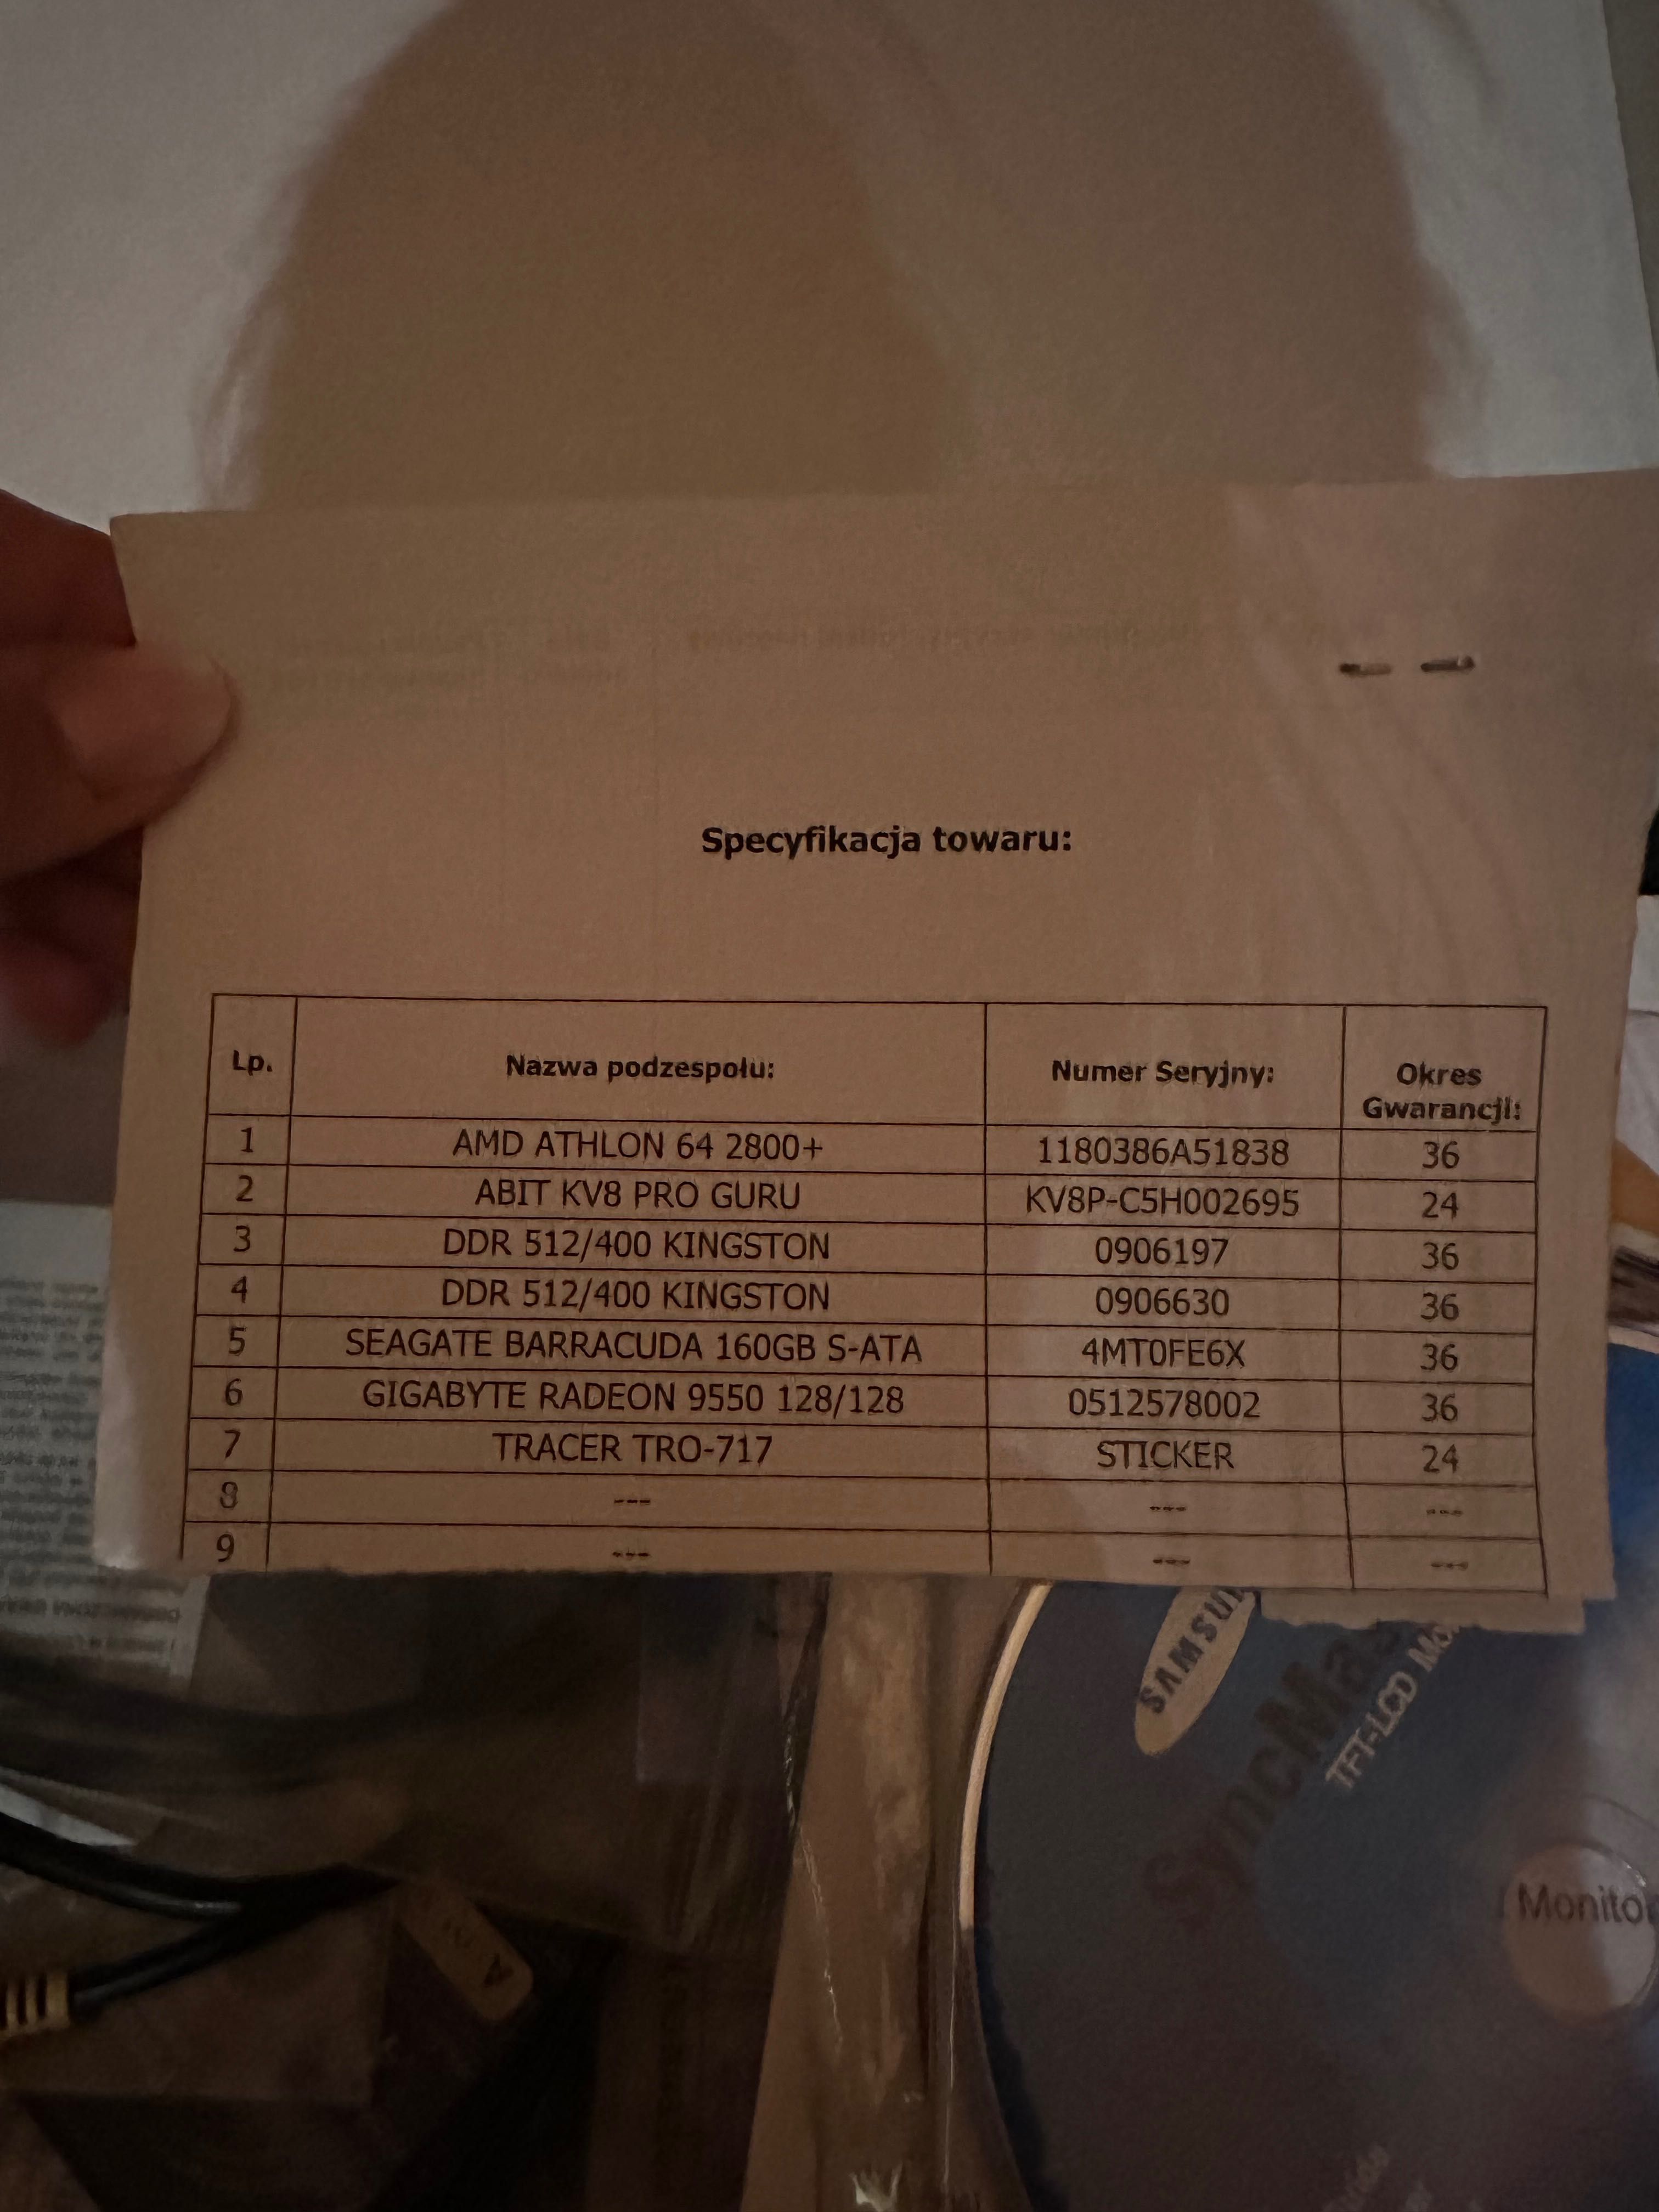 Specyfikacja towaru:
Lp. Nazwa podzespołu: Numer Seryjny: Okres Gwarancji:
1 AMD ATHLON 64 2800+ 1180386A51838 36
2 ABIT KV8 PRO GURU KV8P-C5H002695 24
3 DDR 512/400 KINGSTON 0906197 36
4 DDR 512/400 KINGSTON 0906630 36
5 SEAGATE BARRACUDA 160GB S-ATA 4MT0FE6X 36
6 GIGABYTE RADEON 9550 128/128 0512578002 36
7 TRACER TRO-717 STICKER 24
8 --- --- ---
9 --- --- ---
SAMSU
SyncMas
TFT-LCD Mo
Monitor